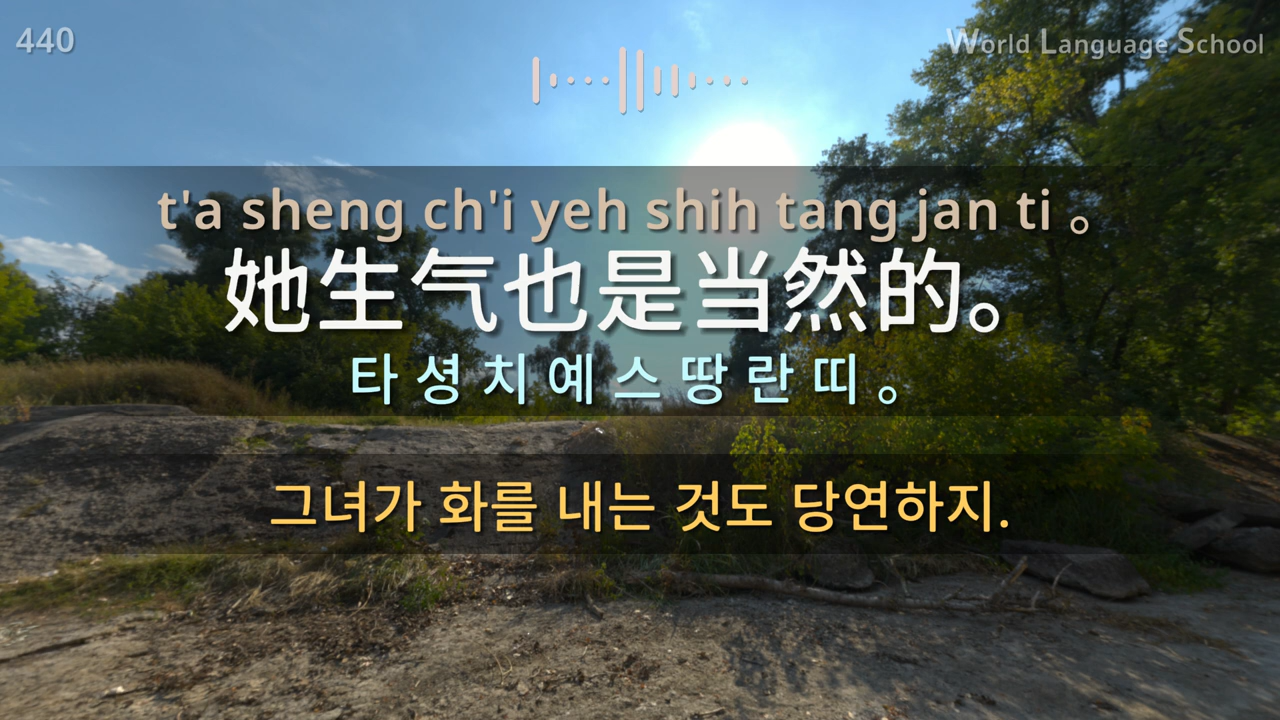 440
World Language School
t'a sheng ch'i yeh shih tang jan ti 。
她生气也是当然的。
타 셩 치 예 스 땅 란 띠 。
그녀가 화를 내는 것도 당연하지.